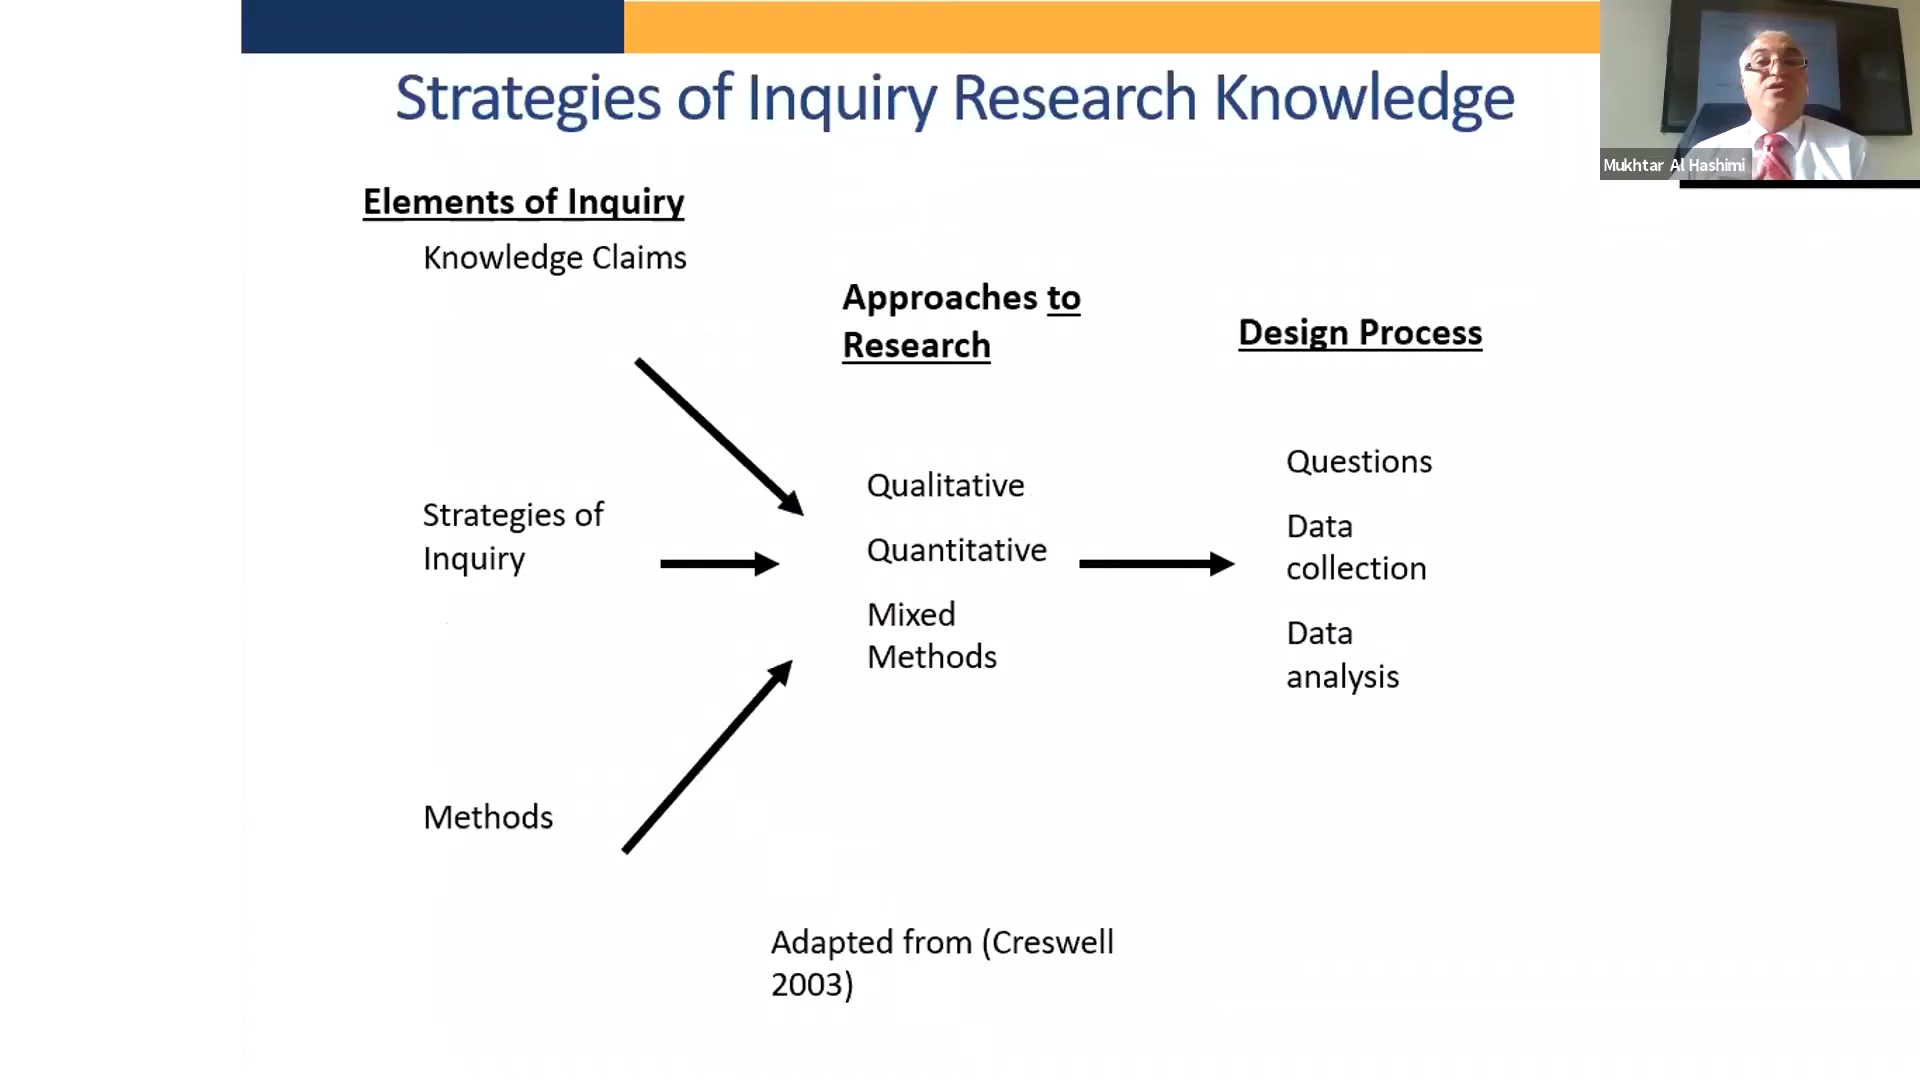 Strategies of Inquiry Research Knowledge
Mukhtar Al Hashimi
Elements of Inquiry
Knowledge Claims
Approaches to
Research
Design Process
Strategies of
Inquiry
Qualitative
Quantitative
Mixed
Methods
Questions
Data
collection
Data
analysis
Methods
Adapted from (Creswell
2003)